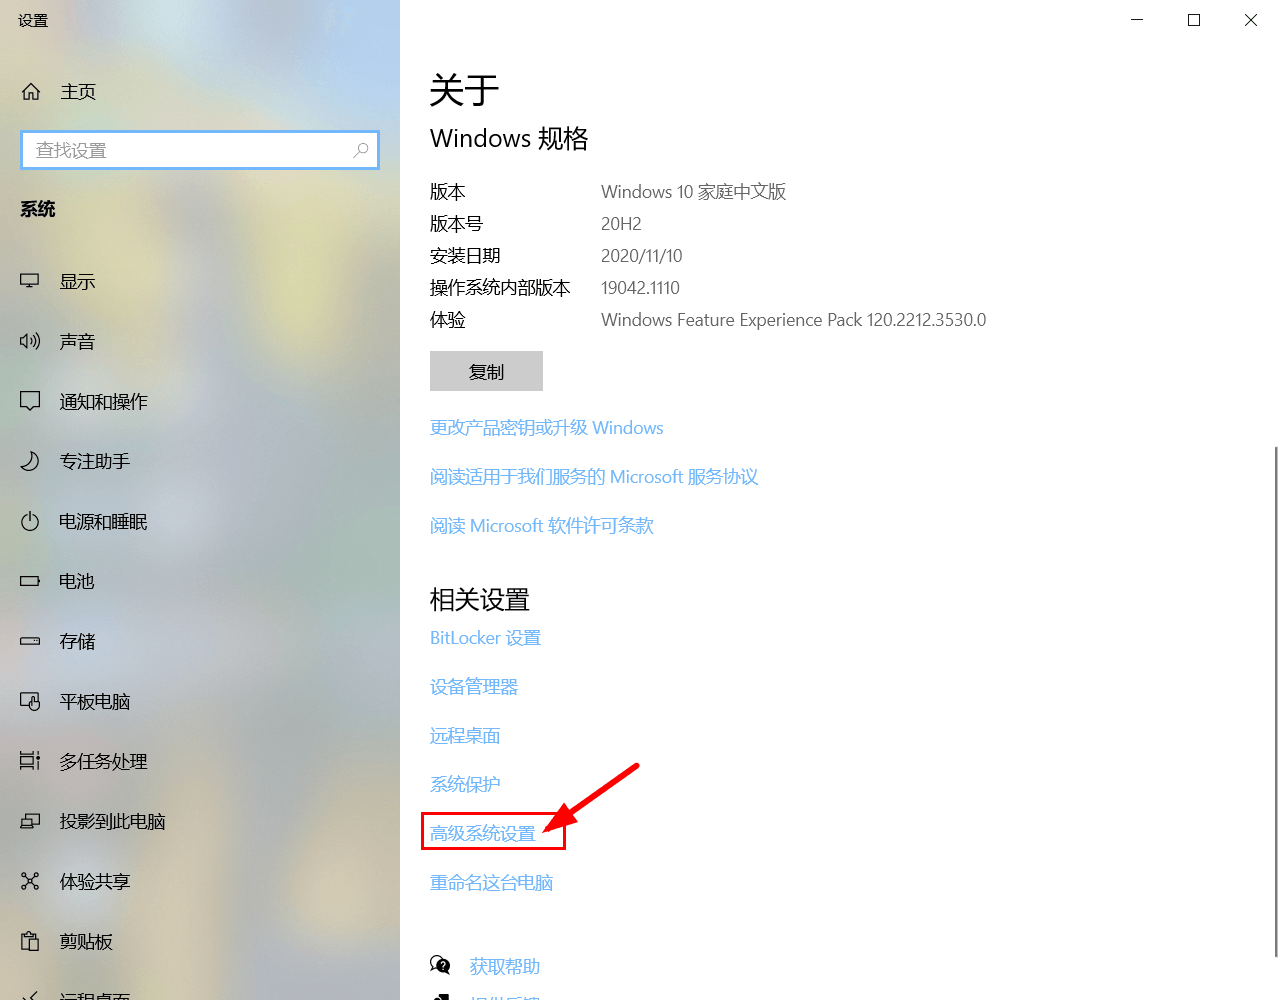 设置
主页
查找设置
系统
显示
声音
通知和操作
专注助手
电源和睡眠
电池
存储
平板电脑
多任务处理
投影到此电脑
体验共享
剪贴板
远程桌面
关于
Windows 规格
版本 Windows 10 家庭中文版
版本号 20H2
安装日期 2020/11/10
操作系统内部版本 19042.1110
体验 Windows Feature Experience Pack 120.2212.3530.0
复制
更改产品密钥或升级 Windows
阅读适用于我们服务的 Microsoft 服务协议
阅读 Microsoft 软件许可条款
相关设置
BitLocker 设置
设备管理器
远程桌面
系统保护
高级系统设置
重命名这台电脑
获取帮助